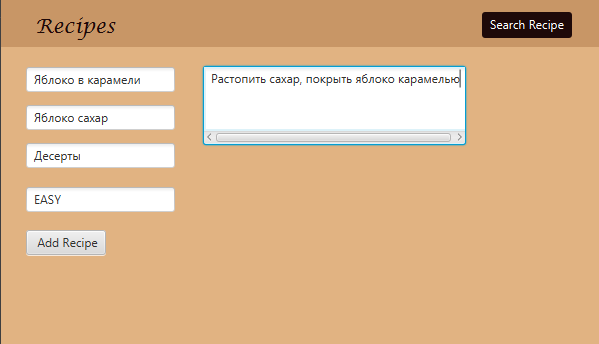 Recipes
Search Recipe
Яблоко в карамели
Яблоко сахар
Десерты
EASY
Add Recipe
Растопить сахар, покрыть яблоко карамелью